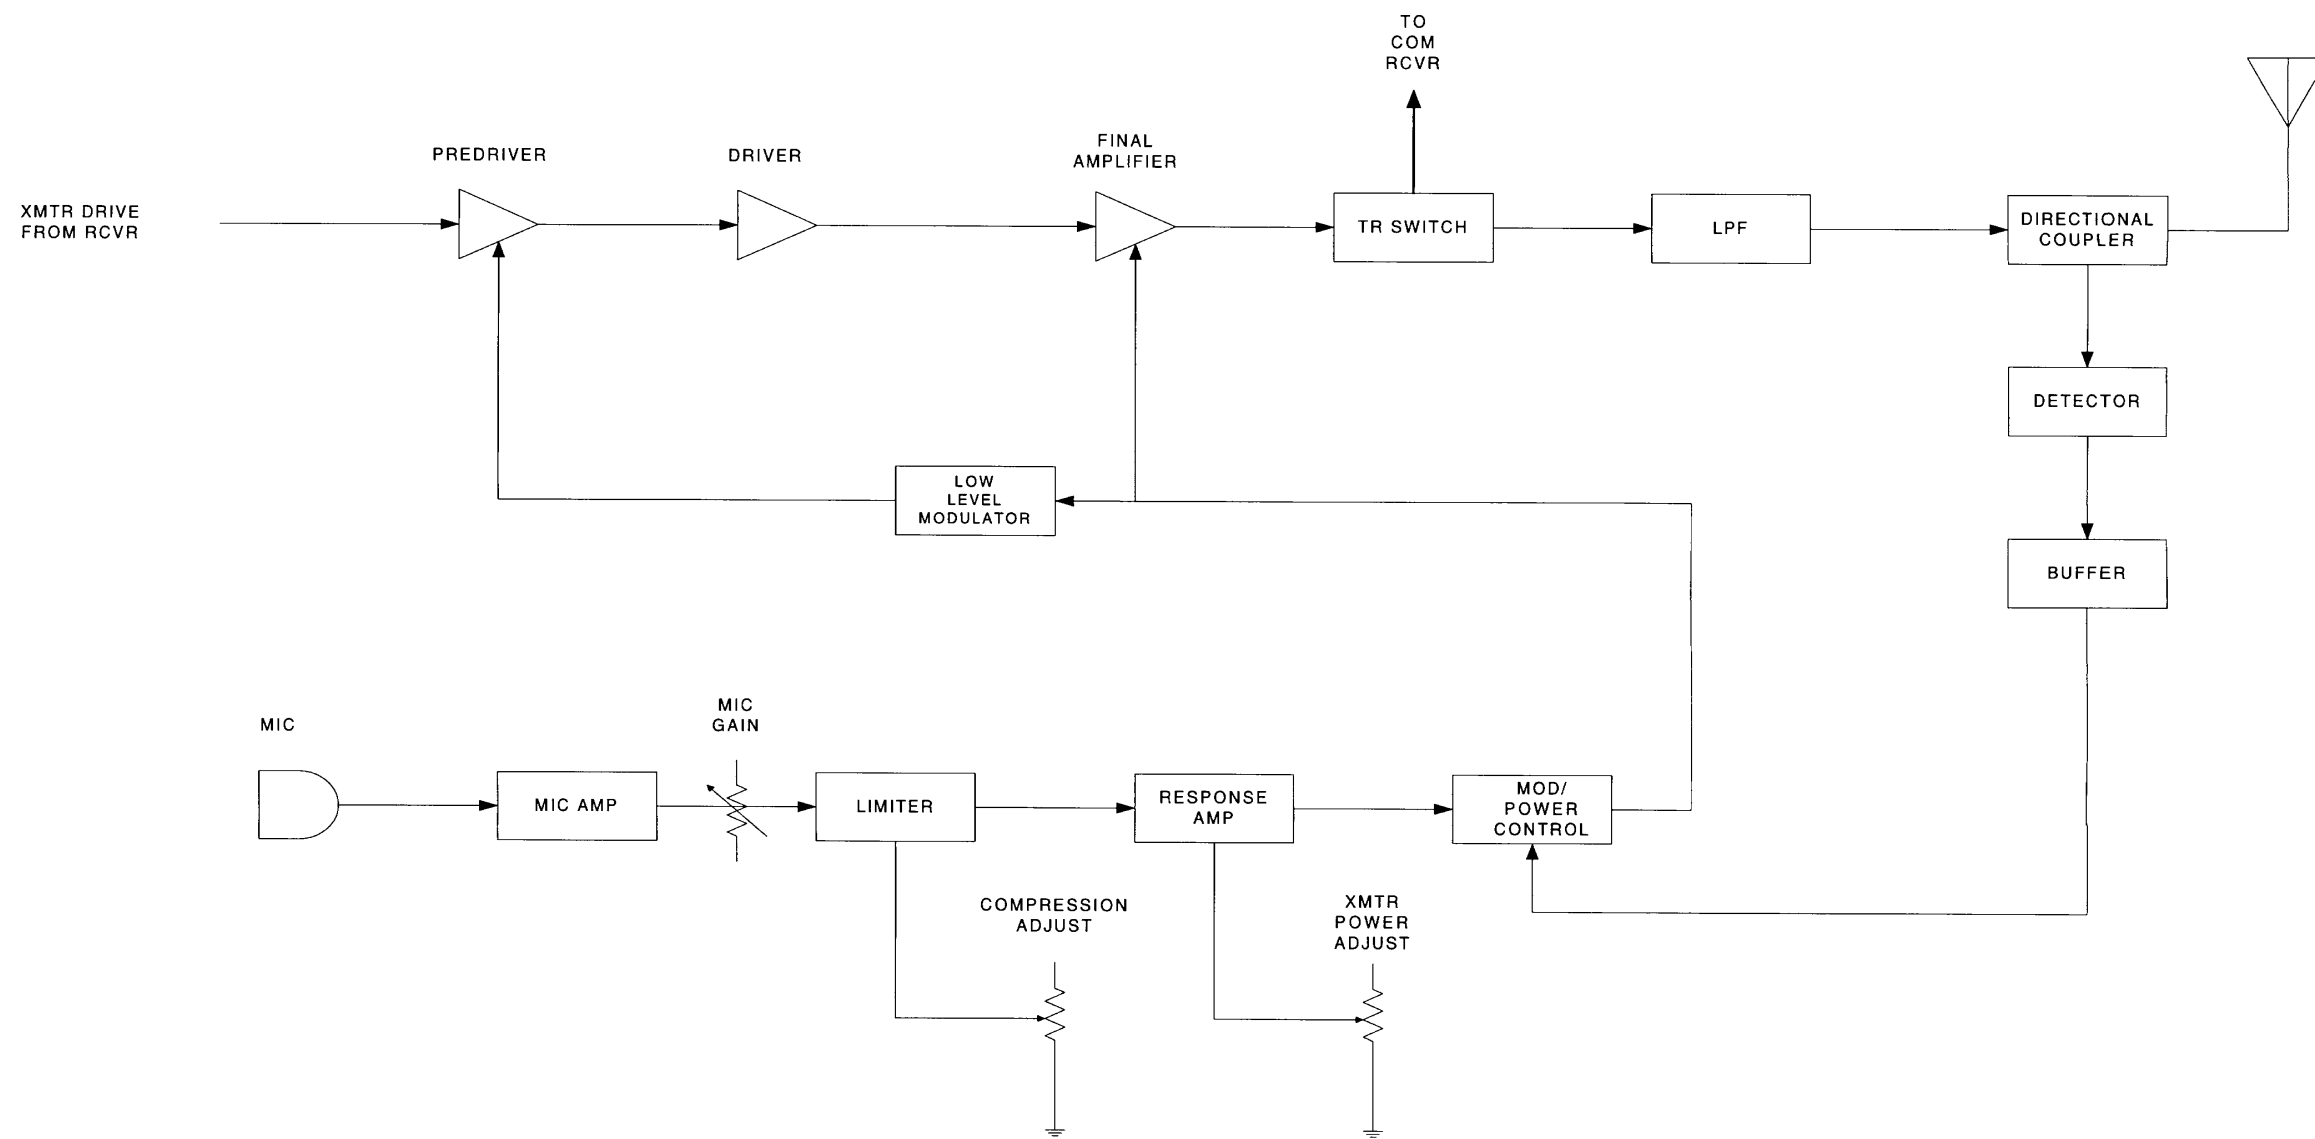 TO
COM
RCVR
FINAL
AMPLIFIER
PREDRIVER
DRIVER
XMTR DRIVE
FROM RCVR
TR SWITCH
LPF
DIRECTIONAL
COUPLER
DETECTOR
LOW
LEVEL
MODULATOR
BUFFER
MIC
MIC
GAIN
MIC AMP
LIMITER
RESPONSE
AMP
MOD/
POWER
CONTROL
COMPRESSION
ADJUST
XMTR
POWER
ADJUST